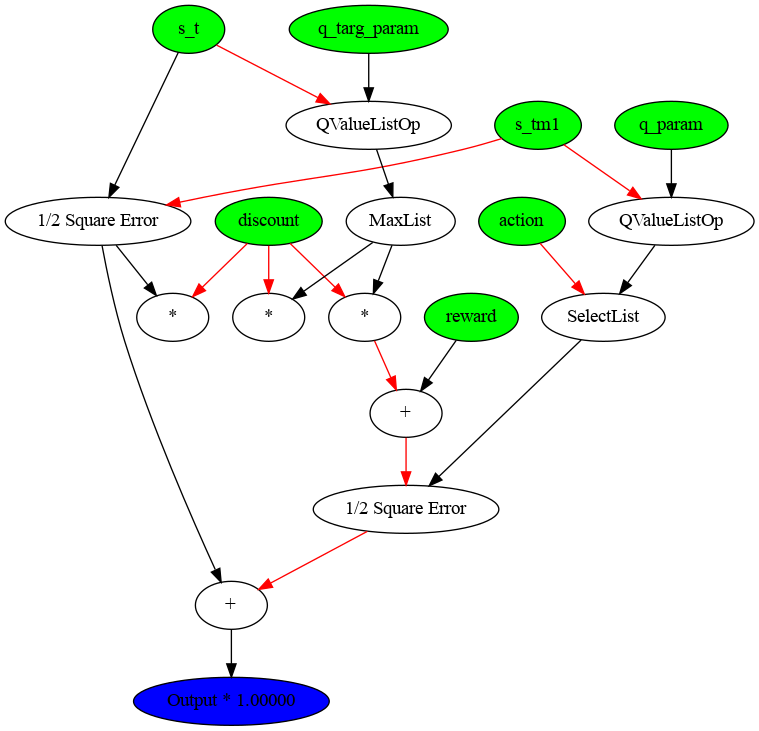 s_t
q_targ_param
QValueListOp
s_tm1
q_param
1/2 Square Error
discount
MaxList
action
QValueListOp
*
*
*
reward
SelectList
+
1/2 Square Error
+
Output * 1.00000